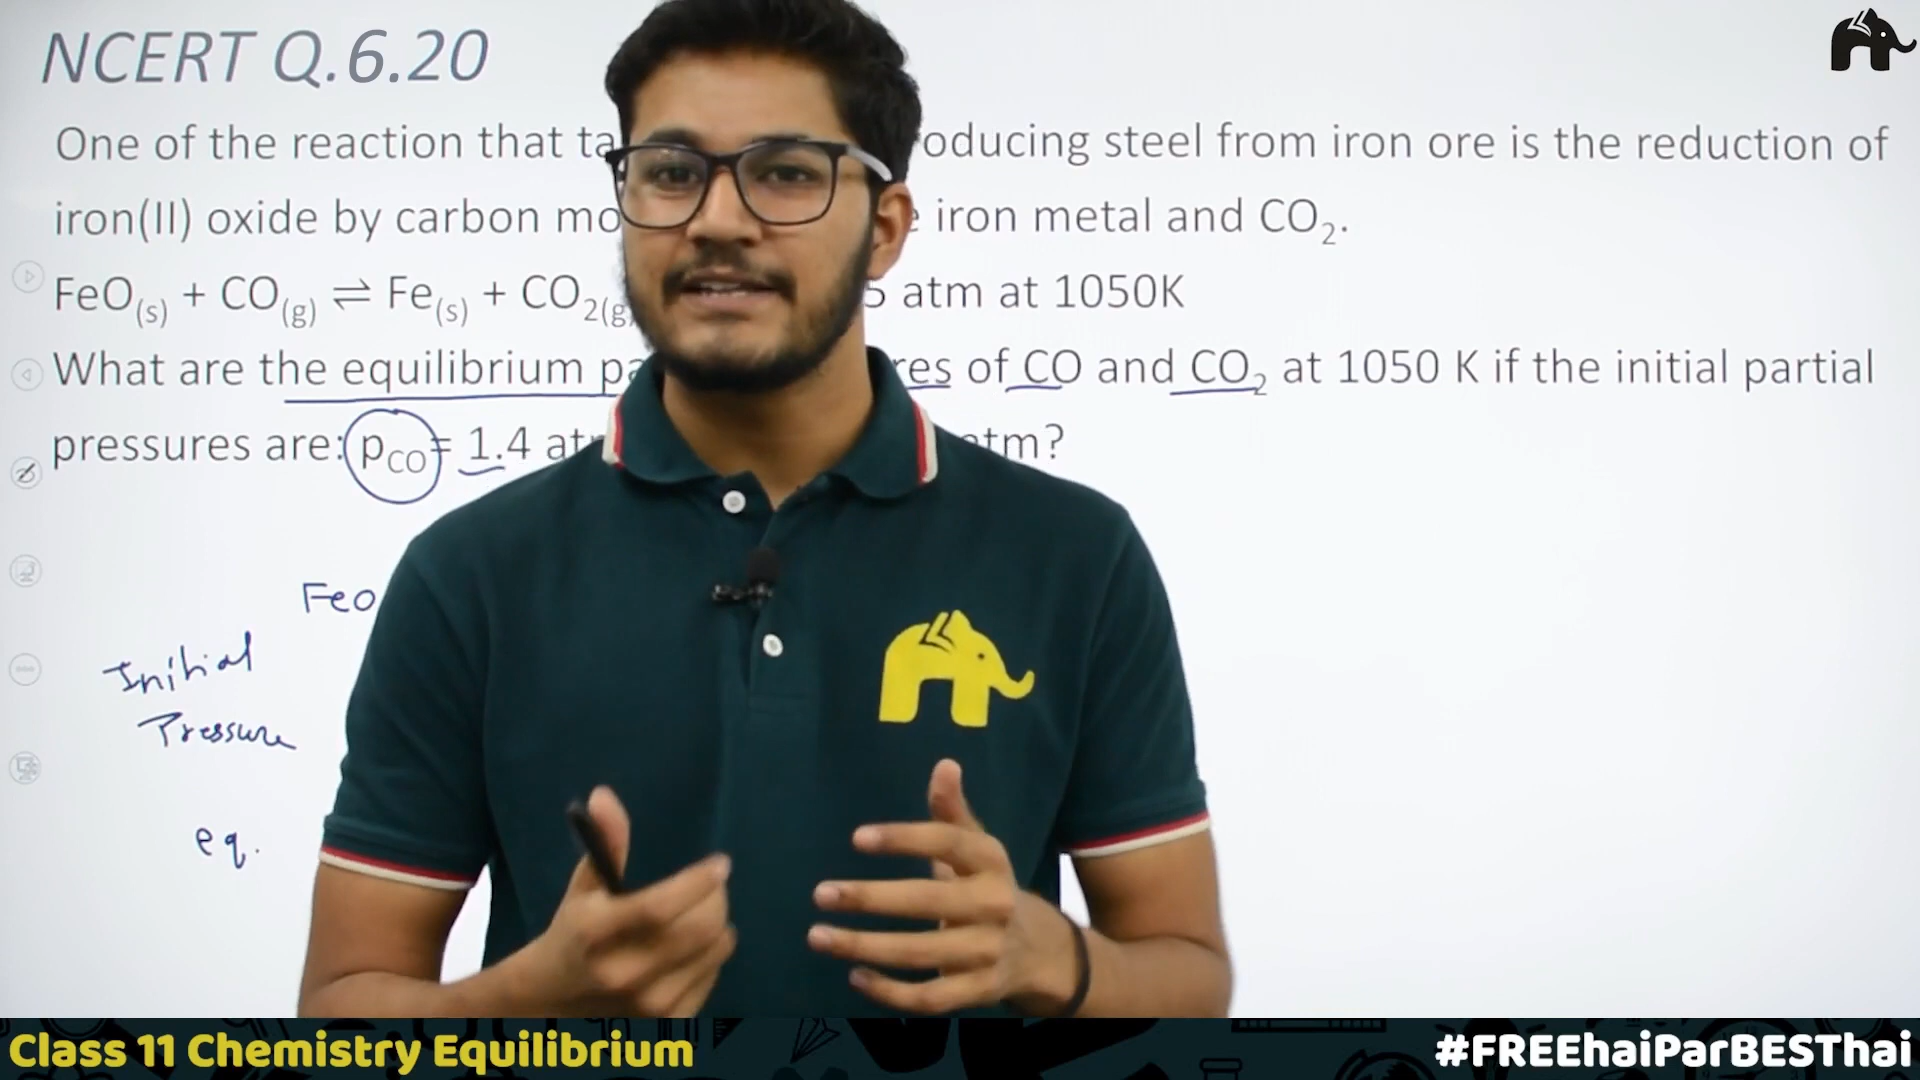 NCERT Q.6.20
One of the reaction that ta oducing steel from iron ore is the reduction of
iron(II) oxide by carbon mo iron metal and CO₂.
FeO(s) + CO(g) ⇌ Fe(s) + CO₂(g) 5 atm at 1050K
What are the equilibrium pa res of CO and CO₂ at 1050 K if the initial partial
pressures are: pCO = 1.4 at atm?
FeO
Initial
Pressure
eq.
Class 11 Chemistry Equilibrium
#FREEhaiParBESThai